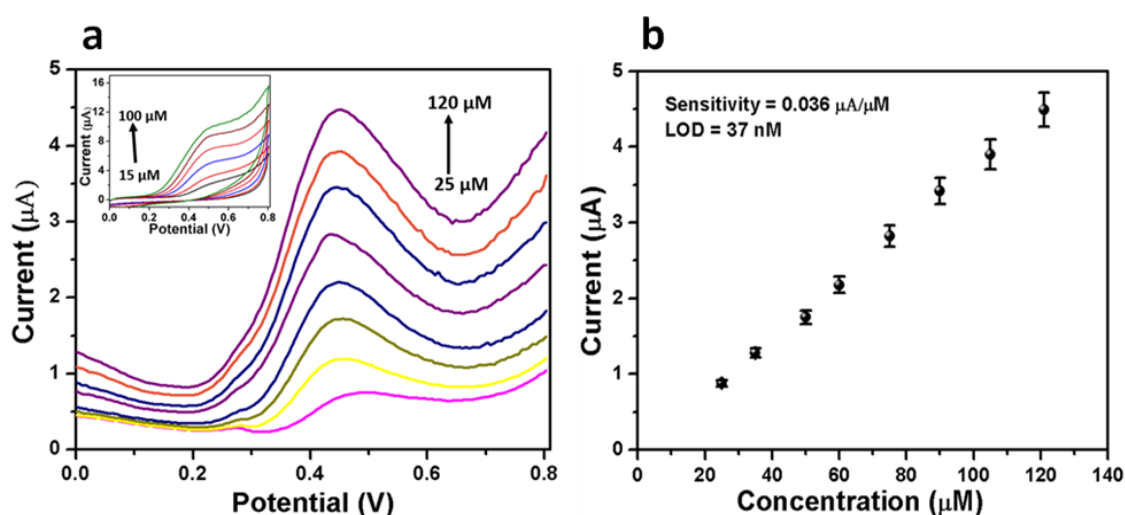 a
5
4
3
2
1
0
Current (μA)
0.0 0.2 0.4 0.6 0.8
Potential (V)
120 μM
25 μM
16
12
8
4
0
Current (μA)
0.0 0.2 0.4 0.6 0.8
Potential (V)
100 μM
15 μM
b
5
4
3
2
1
0
Current (μA)
0 20 40 60 80 100 120 140
Concentration (μM)
Sensitivity = 0.036 μA/μM
LOD = 37 nM